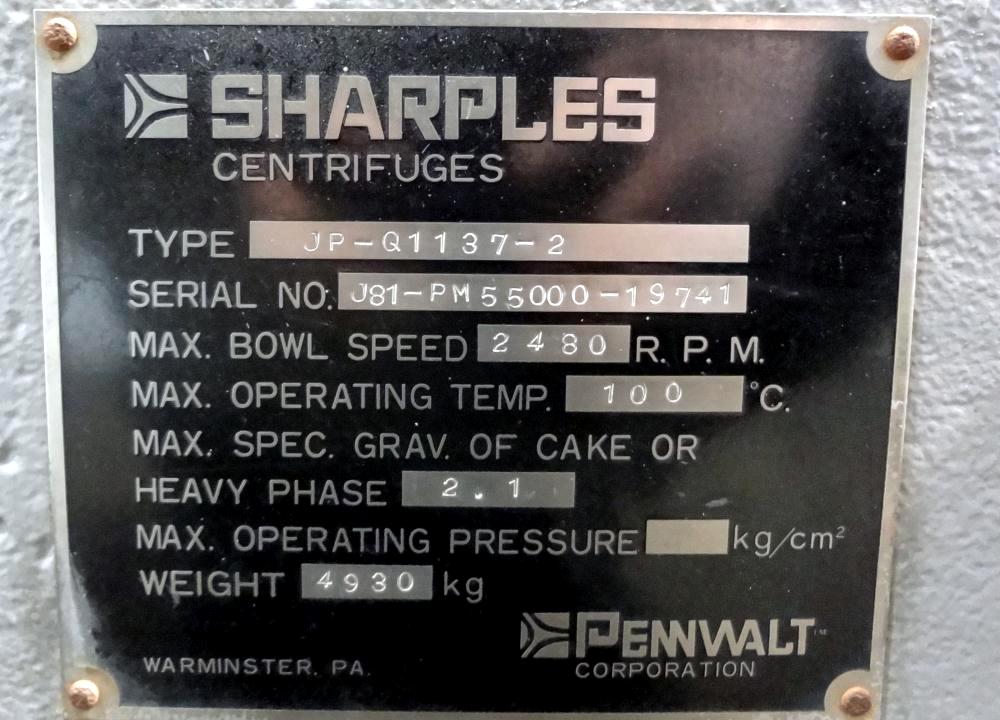 SHARPLES
CENTRIFUGES
TYPE JP-Q1137-2
SERIAL NO. J81-PM55000-19741
MAX. BOWL SPEED 2480 R. P. M.
MAX. OPERATING TEMP. 100 °C.
MAX. SPEC. GRAV. OF CAKE OR
HEAVY PHASE 2.1
MAX. OPERATING PRESSURE kg/cm²
WEIGHT 4930 kg
PENNWALT™
CORPORATION
WARMINSTER, PA.